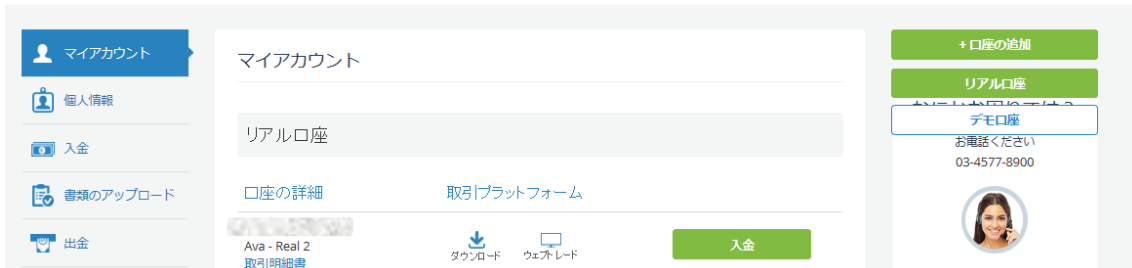 マイアカウント
個人情報
入金
書類のアップロード
出金
マイアカウント
リアル口座
口座の詳細
取引プラットフォーム
Ava - Real 2
取引明細書
ダウンロード
ウェブトレード
入金
+ 口座の追加
リアル口座
デモ口座
お電話ください
03-4577-8900